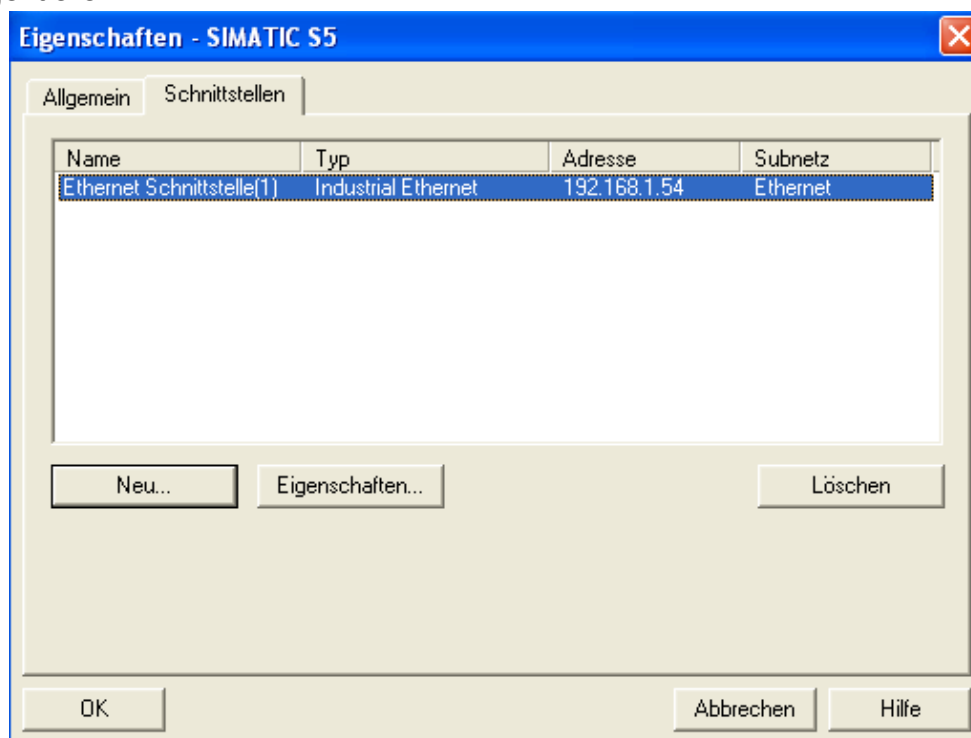 Eigenschaften - SIMATIC S5
Allgemein Schnittstellen
Name Typ Adresse Subnetz
Ethernet Schnittstelle(1) Industrial Ethernet 192.168.1.54 Ethernet
Neu... Eigenschaften... Löschen
OK Abbrechen Hilfe